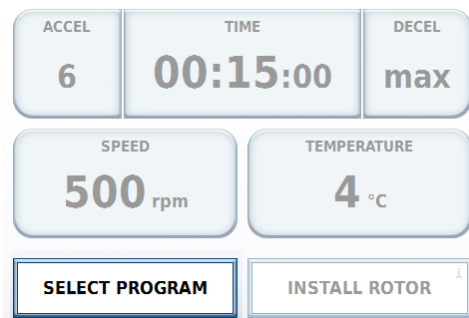 ACCEL TIME DECEL
6 00:15:00 max
SPEED TEMPERATURE
500 rpm 4 °C
SELECT PROGRAM INSTALL ROTOR i